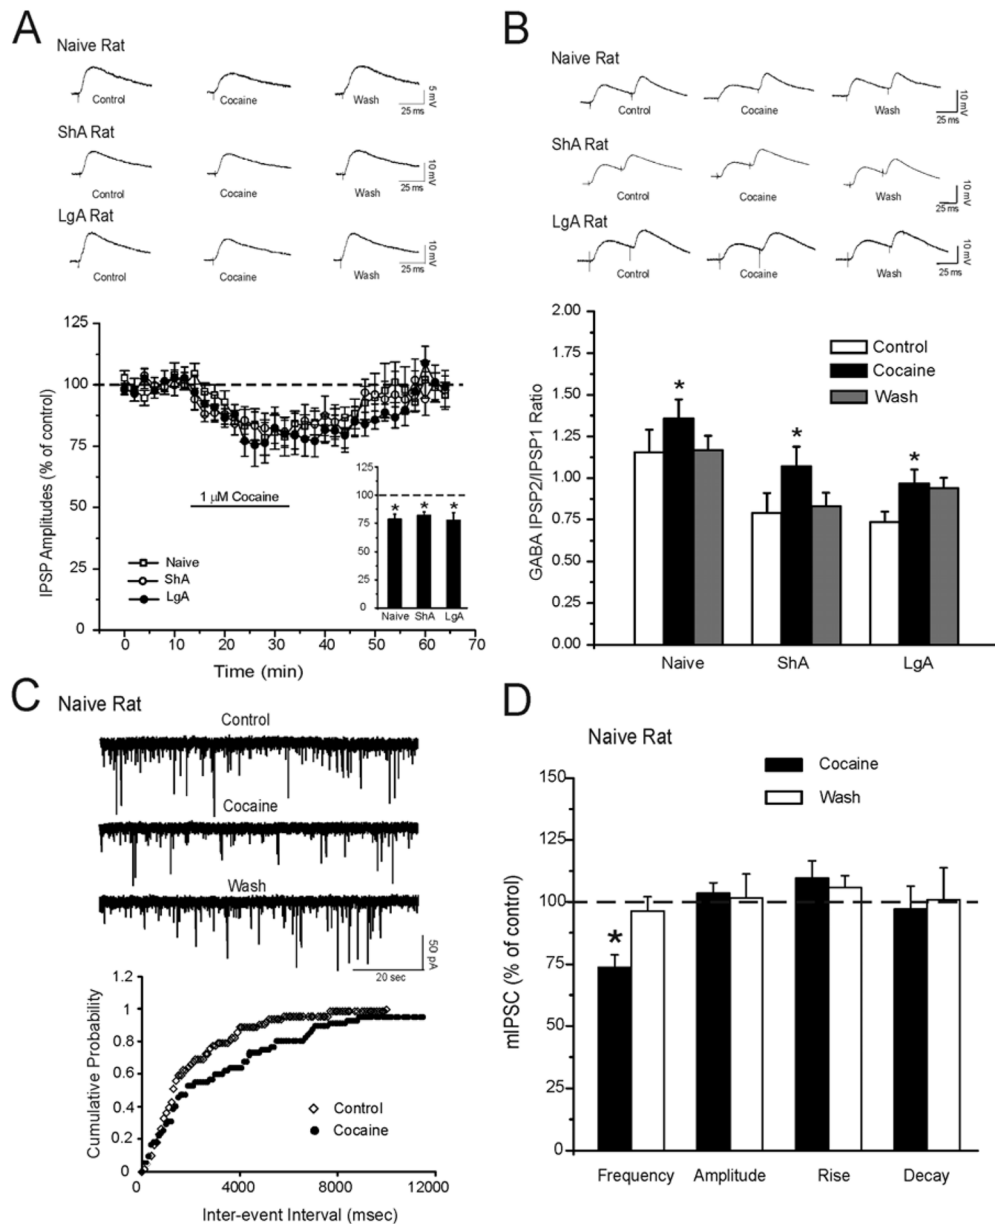 A
Naive Rat
Control
Cocaine
Wash
5 mV
25 ms
ShA Rat
Control
Cocaine
Wash
10 mV
25 ms
LgA Rat
Control
Cocaine
Wash
10 mV
25 ms
IPSP Amplitudes (% of control)
125
100
75
50
25
0
1 μM Cocaine
Naive
ShA
LgA
125
100
75
50
25
0
* * *
Naive ShA LgA
0 10 20 30 40 50 60 70
Time (min)
B
Naive Rat
Control
Cocaine
Wash
10 mV
25 ms
ShA Rat
Control
Cocaine
Wash
10 mV
25 ms
LgA Rat
Control
Cocaine
Wash
10 mV
25 ms
GABA IPSP2/IPSP1 Ratio
2.00
1.75
1.50
1.25
1.00
0.75
0.50
0.25
0.00
Control
Cocaine
Wash
* * *
Naive ShA LgA
C
Naive Rat
Control
Cocaine
Wash
50 pA
20 sec
Cumulative Probability
1.2
1
0.8
0.6
0.4
0.2
0
Control
Cocaine
0 4000 8000 12000
Inter-event Interval (msec)
D
Naive Rat
Cocaine
Wash
mIPSC (% of control)
150
125
100
75
50
25
0
*
Frequency Amplitude Rise Decay